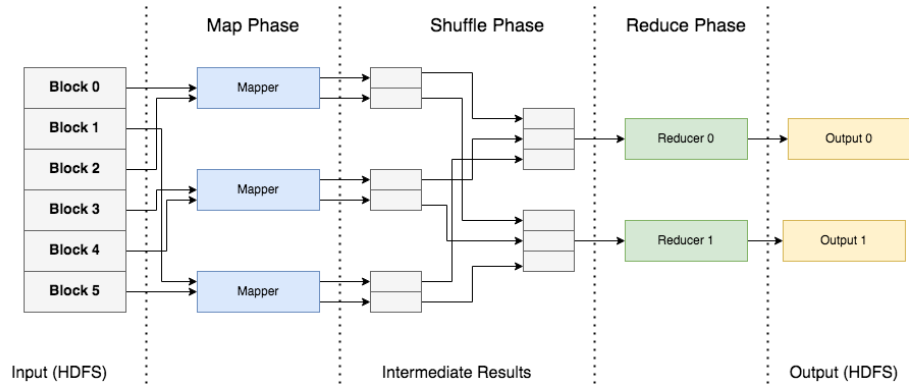 Map Phase
Shuffle Phase
Reduce Phase
Block 0
Block 1
Block 2
Block 3
Block 4
Block 5
Mapper
Mapper
Mapper
Reducer 0
Reducer 1
Output 0
Output 1
Input (HDFS)
Intermediate Results
Output (HDFS)